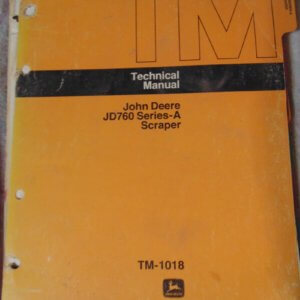 TM
Technical
Manual
John Deere
JD760 Series-A
Scraper
TM-1018